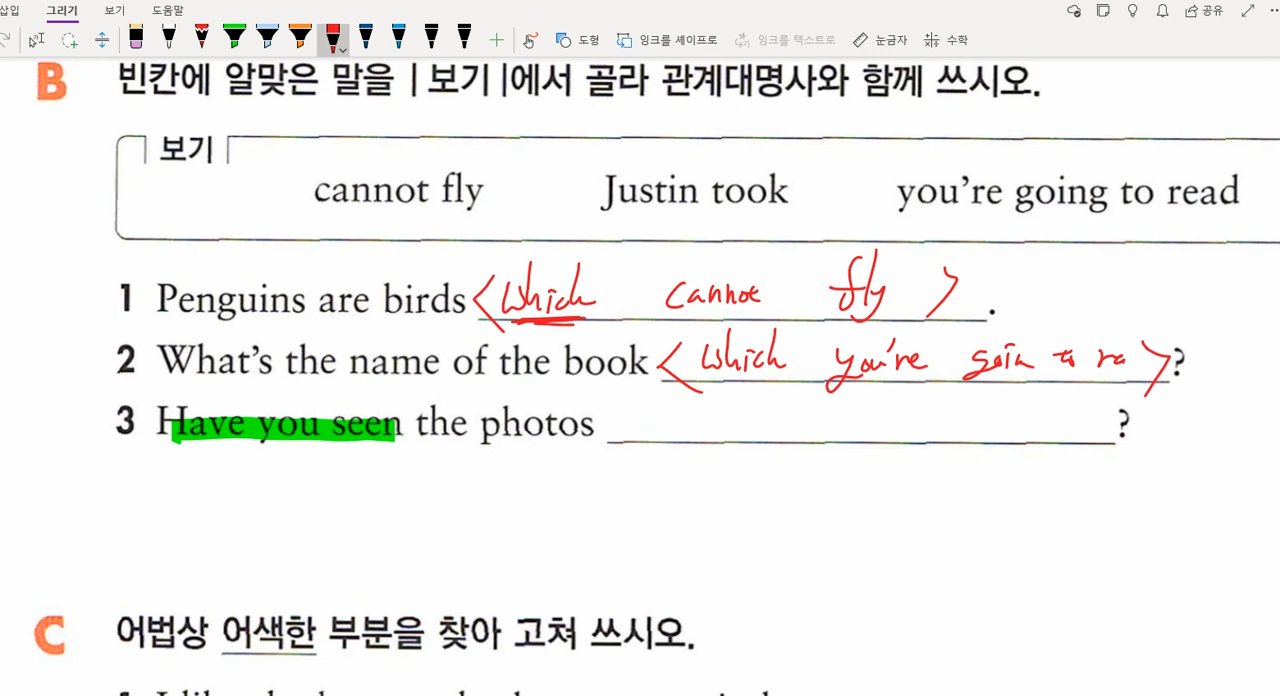 삽입 그리기 보기 도움말
공유
도형 잉크를 셰이프로 잉크를 텍스트로 눈금자 수학
B 빈칸에 알맞은 말을 | 보기 |에서 골라 관계대명사와 함께 쓰시오.
보기
cannot fly Justin took you're going to read
1 Penguins are birds <which cannot fly>.
2 What's the name of the book <which you're goin to re>?
3 Have you seen the photos ?
C 어법상 어색한 부분을 찾아 고쳐 쓰시오.